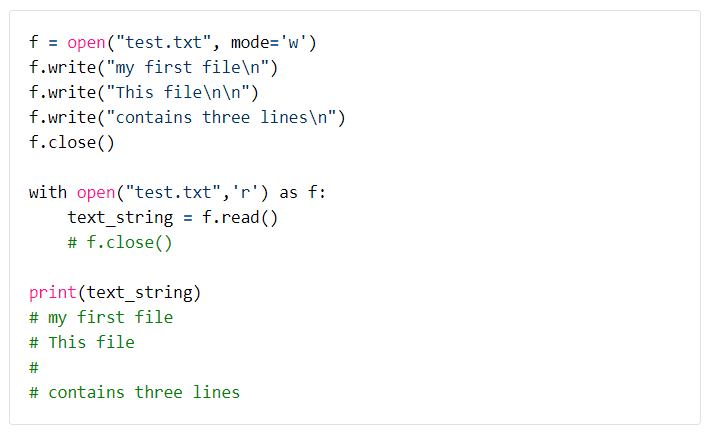 f = open("test.txt", mode='w')
f.write("my first file\n")
f.write("This file\n\n")
f.write("contains three lines\n")
f.close()

with open("test.txt",'r') as f:
    text_string = f.read()
    # f.close()

print(text_string)
# my first file
# This file
#
# contains three lines